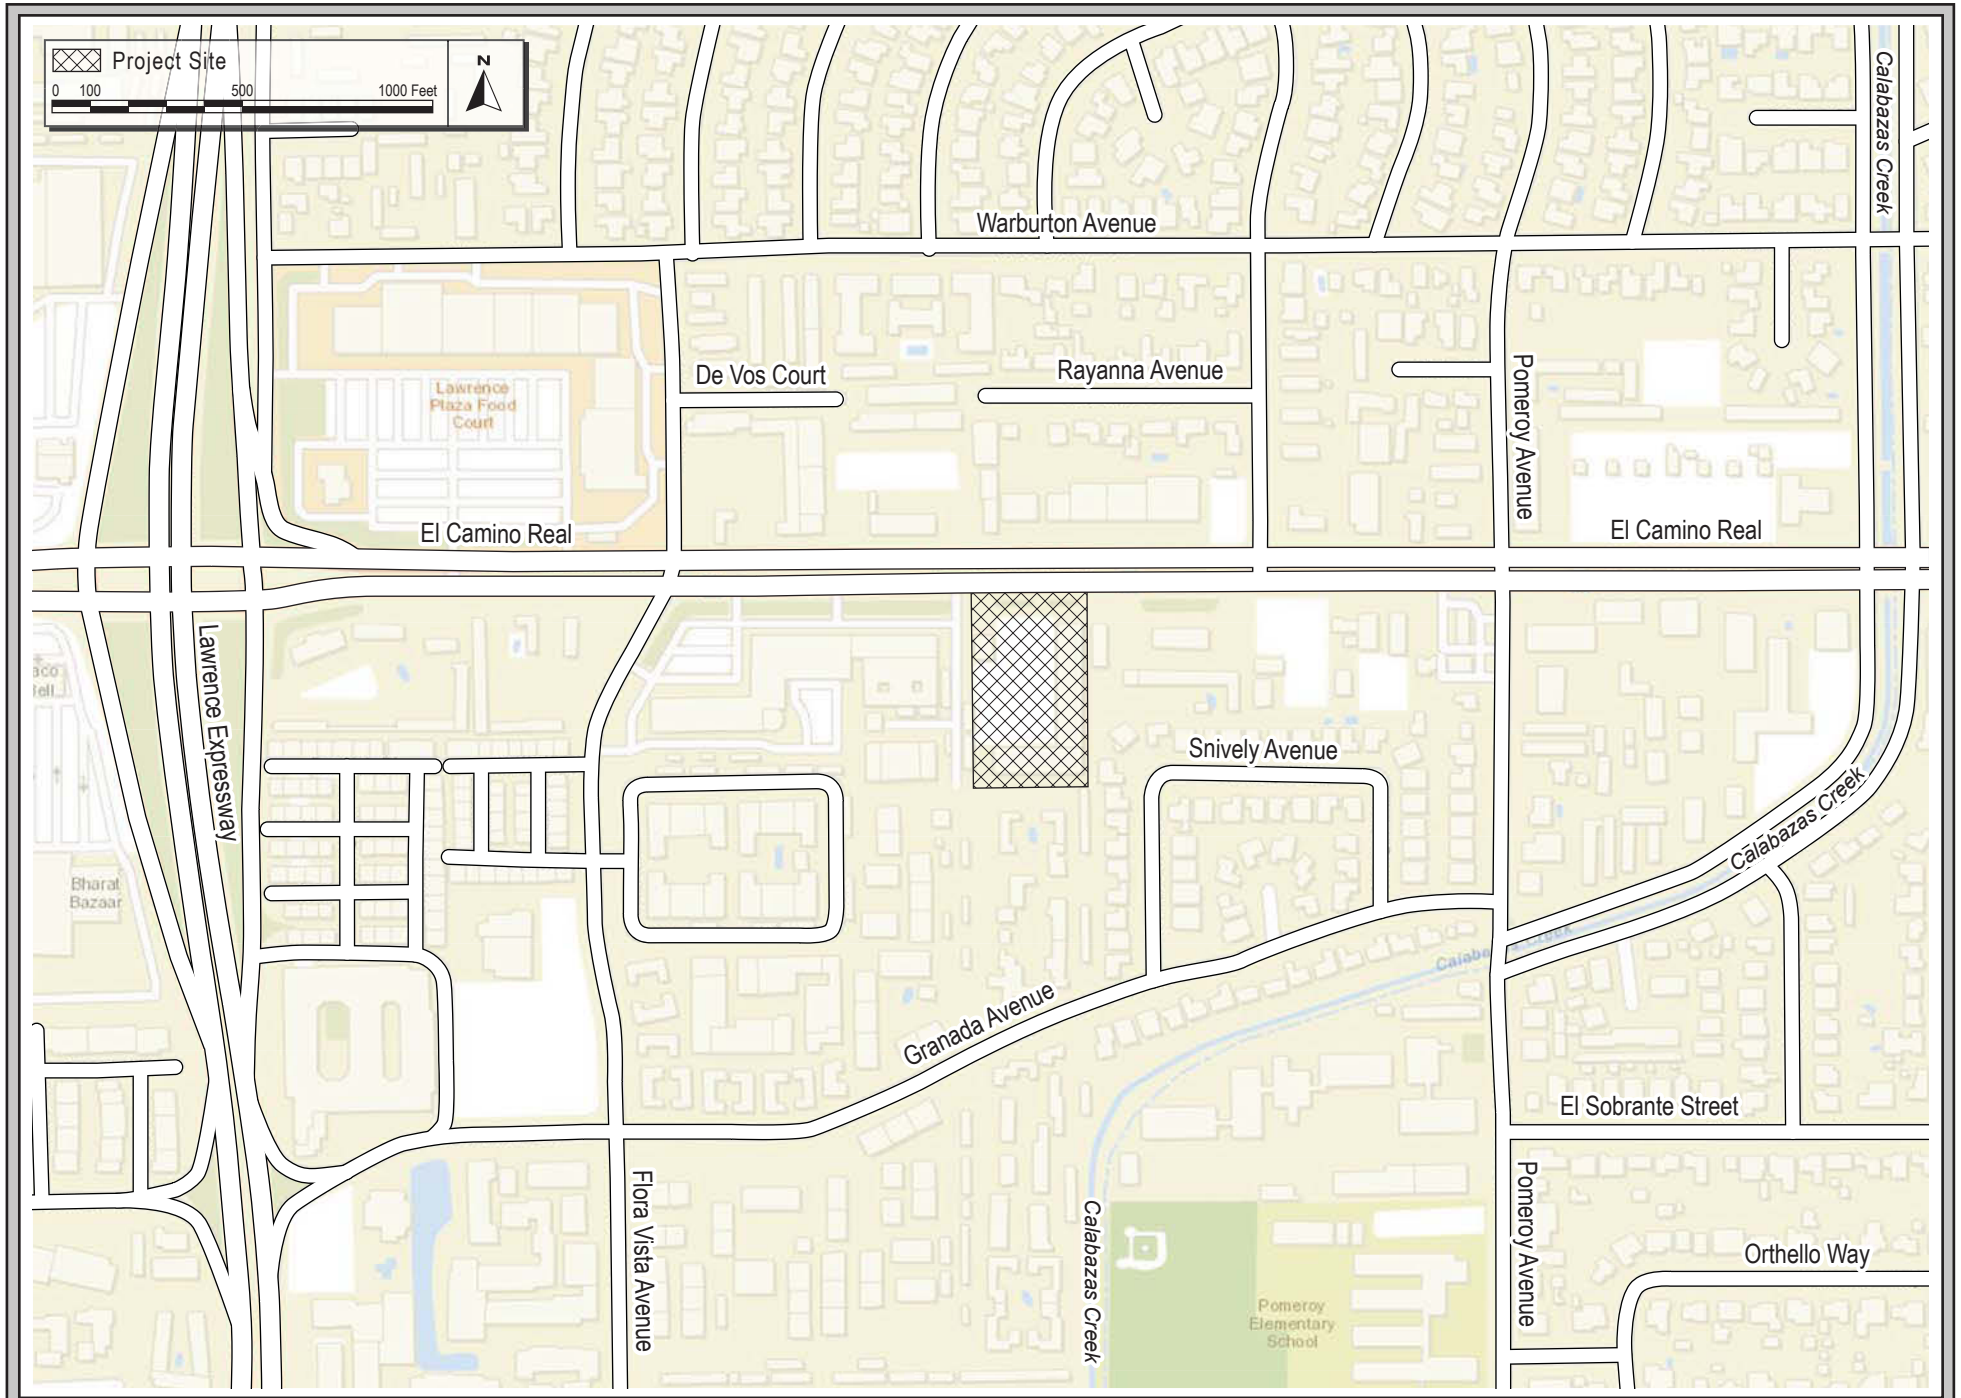 Project Site
N
0 100 500 1000 Feet
Calabazas Creek
Warburton Avenue
De Vos Court
Rayanna Avenue
Lawrence
Plaza Food
Court
Pomeroy Avenue
El Camino Real
El Camino Real
Lawrence Expressway
Snively Avenue
Calabazas Creek
Bharat
Bazaar
Granada Avenue
El Sobrante Street
Flora Vista Avenue
Calabazas Creek
Pomeroy Avenue
Orthello Way
Pomeroy
Elementary
School